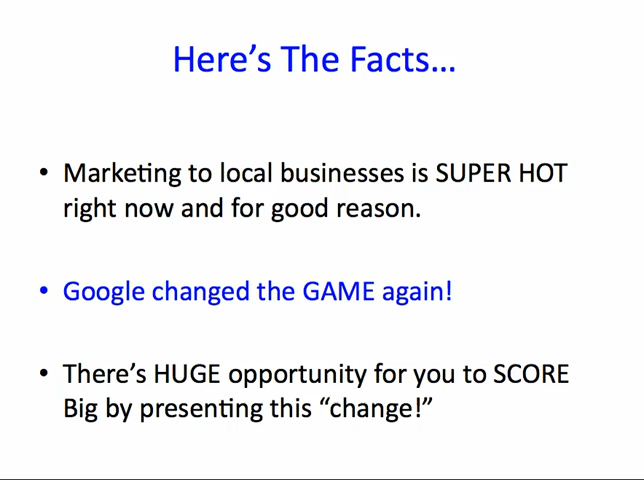 Here’s The Facts…
• Marketing to local businesses is SUPER HOT
right now and for good reason.
• Google changed the GAME again!
• There’s HUGE opportunity for you to SCORE
Big by presenting this “change!”